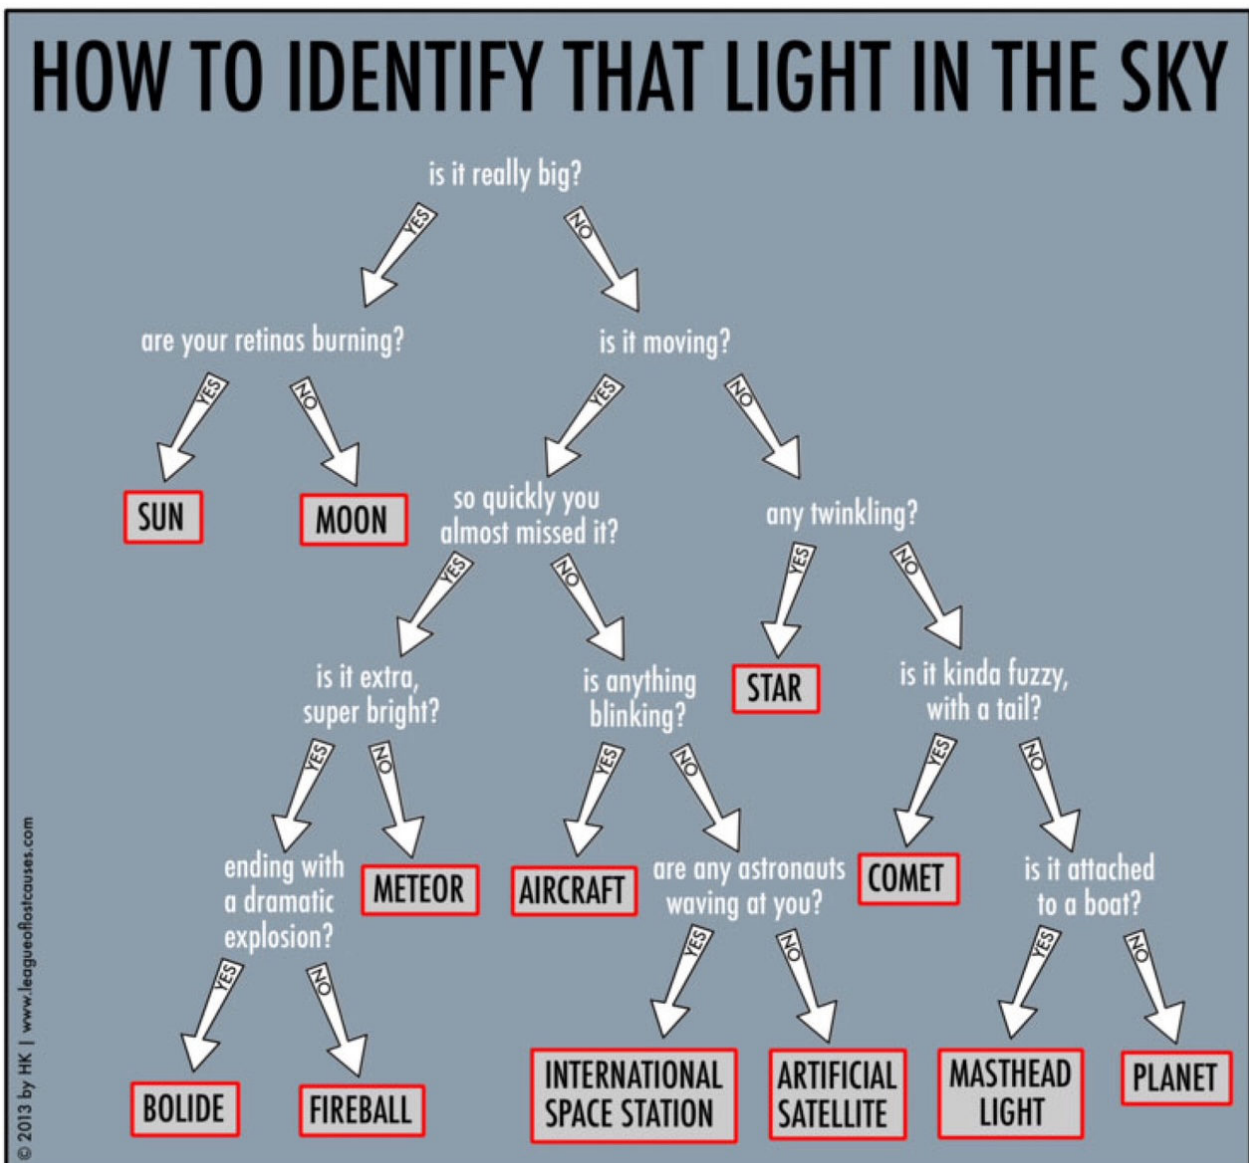 HOW TO IDENTIFY THAT LIGHT IN THE SKY
is it really big?
YES
NO
are your retinas burning?
is it moving?
YES
NO
YES
NO
SUN
MOON
so quickly you
almost missed it?
any twinkling?
YES
NO
YES
NO
is it extra,
super bright?
is anything
blinking?
STAR
is it kinda fuzzy,
with a tail?
YES
NO
YES
NO
YES
NO
ending with
a dramatic
explosion?
METEOR
AIRCRAFT
are any astronauts
waving at you?
COMET
is it attached
to a boat?
YES
NO
YES
NO
YES
NO
BOLIDE
FIREBALL
INTERNATIONAL
SPACE STATION
ARTIFICIAL
SATELLITE
MASTHEAD
LIGHT
PLANET
© 2013 by HK | www.leagueoflostcauses.com